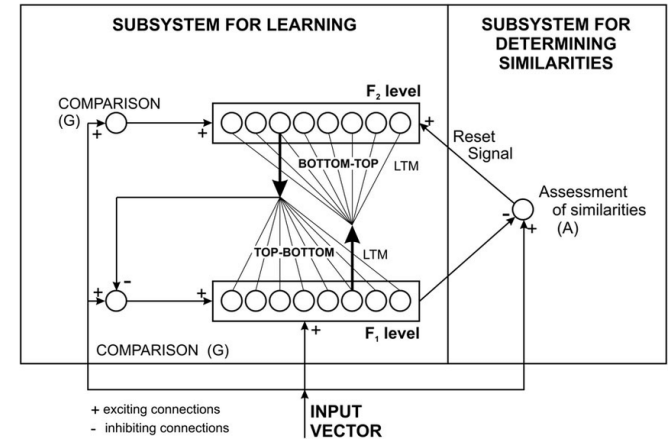 SUBSYSTEM FOR LEARNING
SUBSYSTEM FOR
DETERMINING
SIMILARITIES
F₂ level
COMPARISON
(G)
+
+
+
Reset
Signal
BOTTOM-TOP
LTM
Assessment
of similarities
(A)
-
+
TOP-BOTTOM
LTM
-
+
+
+
F₁ level
COMPARISON (G)
+ exciting connections
- inhibiting connections
INPUT
VECTOR